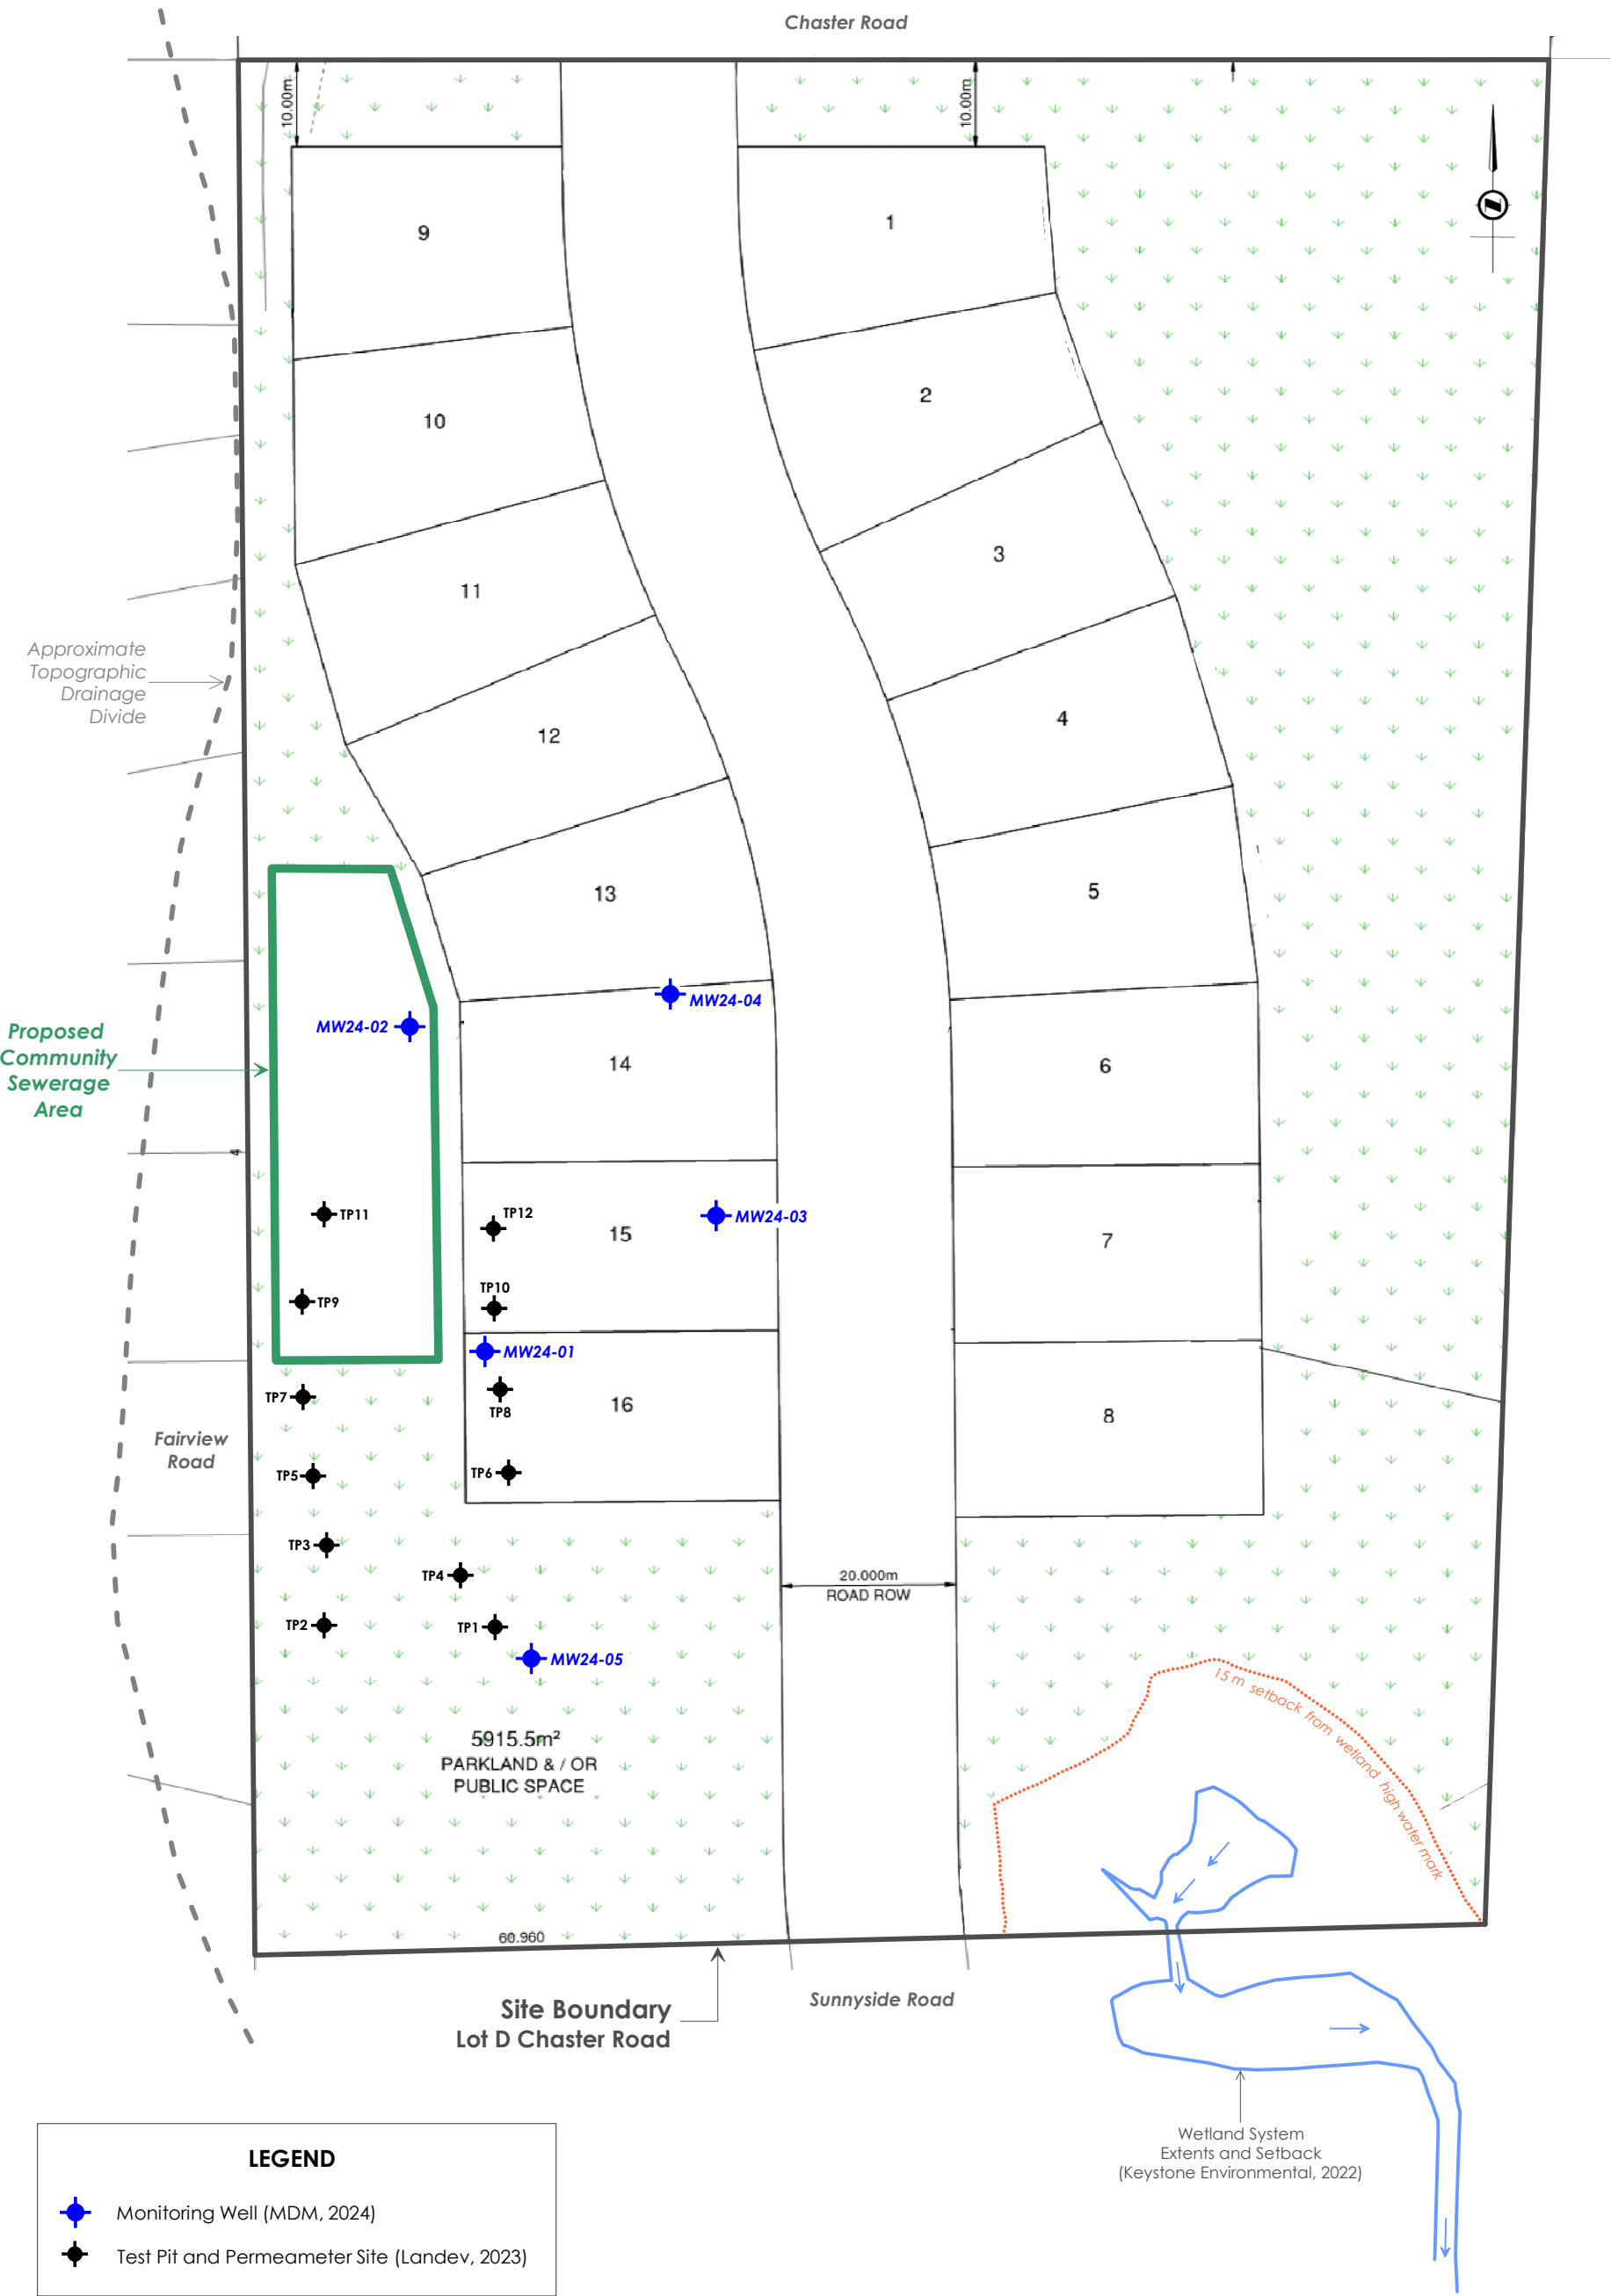 Chaster Road
10.00m
10.00m
9
1
2
10
3
11
Approximate
Topographic
Drainage
Divide
4
12
13
5
MW24-04
MW24-02
Proposed
Community
Sewerage
Area
14
6
4
TP11
TP12
MW24-03
15
7
TP10
TP9
MW24-01
TP7
TP8
16
8
Fairview
Road
TP5
TP6
TP3
TP4
20.000m
ROAD ROW
TP2
TP1
MW24-05
15 m setback from wetland high water mark
5915.5m²
PARKLAND & / OR
PUBLIC SPACE
60.960
Site Boundary
Lot D Chaster Road
Sunnyside Road
Wetland System
Extents and Setback
(Keystone Environmental, 2022)
LEGEND
Monitoring Well (MDM, 2024)
Test Pit and Permeameter Site (Landev, 2023)